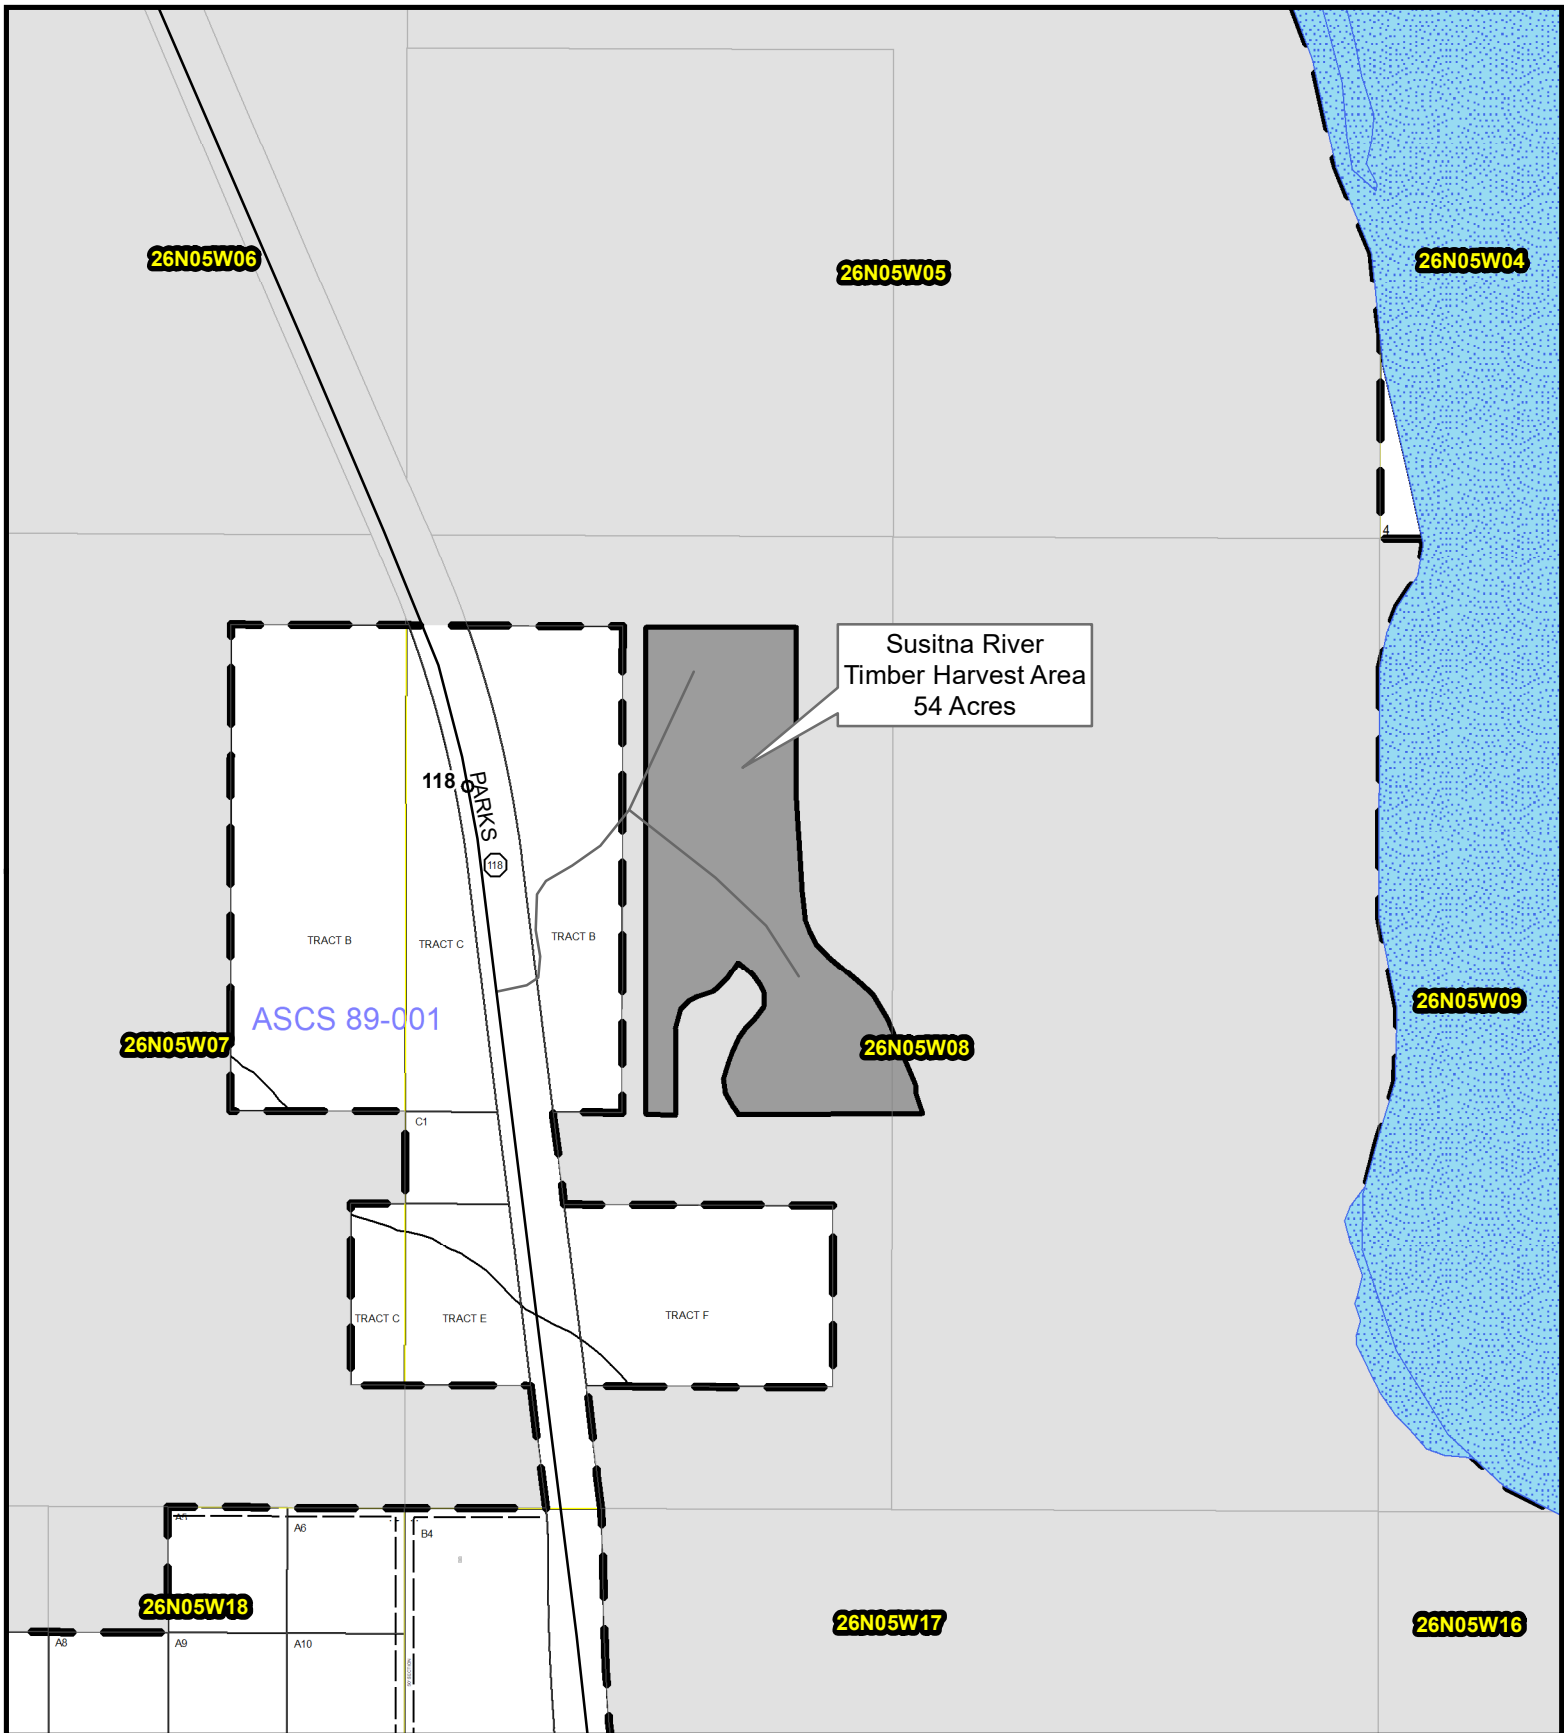 26N05W06
26N05W05
26N05W04
4
Susitna River
Timber Harvest Area
54 Acres
118
PARKS
118
TRACT B
TRACT C
TRACT B
ASCS 89-001
26N05W09
26N05W07
26N05W08
C1
TRACT C
TRACT E
TRACT F
A5
A6
B4
26N05W18
26N05W17
26N05W16
A8
A9
A10